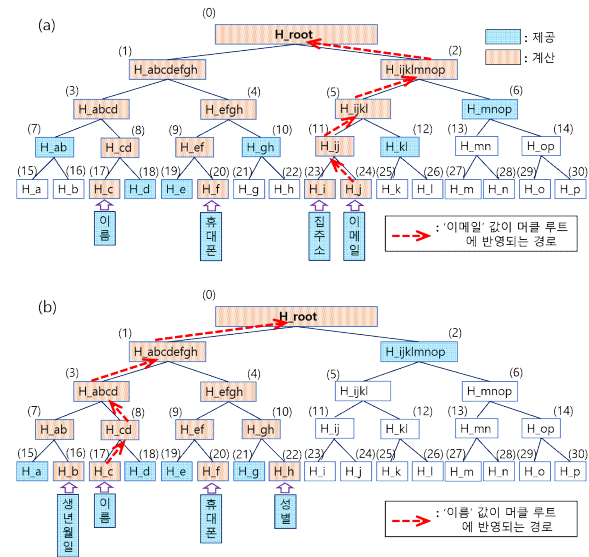 (a)
(0)
H_root
: 제공
: 계산
(1)
(2)
H_abcdefgh
H_ijklmnop
(3)
(4)
(5)
(6)
H_abcd
H_efgh
H_ijkl
H_mnop
(7)
(8)
(9)
(10)
(11)
(12)
(13)
(14)
H_ab
H_cd
H_ef
H_gh
H_ij
H_kl
H_mn
H_op
(15)
(16)
(17)
(18)
(19)
(20)
(21)
(22)
(23)
(24)
(25)
(26)
(27)
(28)
(29)
(30)
H_a
H_b
H_c
H_d
H_e
H_f
H_g
H_h
H_i
H_j
H_k
H_l
H_m
H_n
H_o
H_p
이름
휴대폰
집주소
이메일
: ‘이메일’ 값이 머클 루트
에 반영되는 경로
(b)
(0)
H_root
(1)
(2)
H_abcdefgh
H_ijklmnop
(3)
(4)
(5)
(6)
H_abcd
H_efgh
H_ijkl
H_mnop
(7)
(8)
(9)
(10)
(11)
(12)
(13)
(14)
H_ab
H_cd
H_ef
H_gh
H_ij
H_kl
H_mn
H_op
(15)
(16)
(17)
(18)
(19)
(20)
(21)
(22)
(23)
(24)
(25)
(26)
(27)
(28)
(29)
(30)
H_a
H_b
H_c
H_d
H_e
H_f
H_g
H_h
H_i
H_j
H_k
H_l
H_m
H_n
H_o
H_p
생년월일
이름
휴대폰
성별
: ‘이름’ 값이 머클 루트
에 반영되는 경로